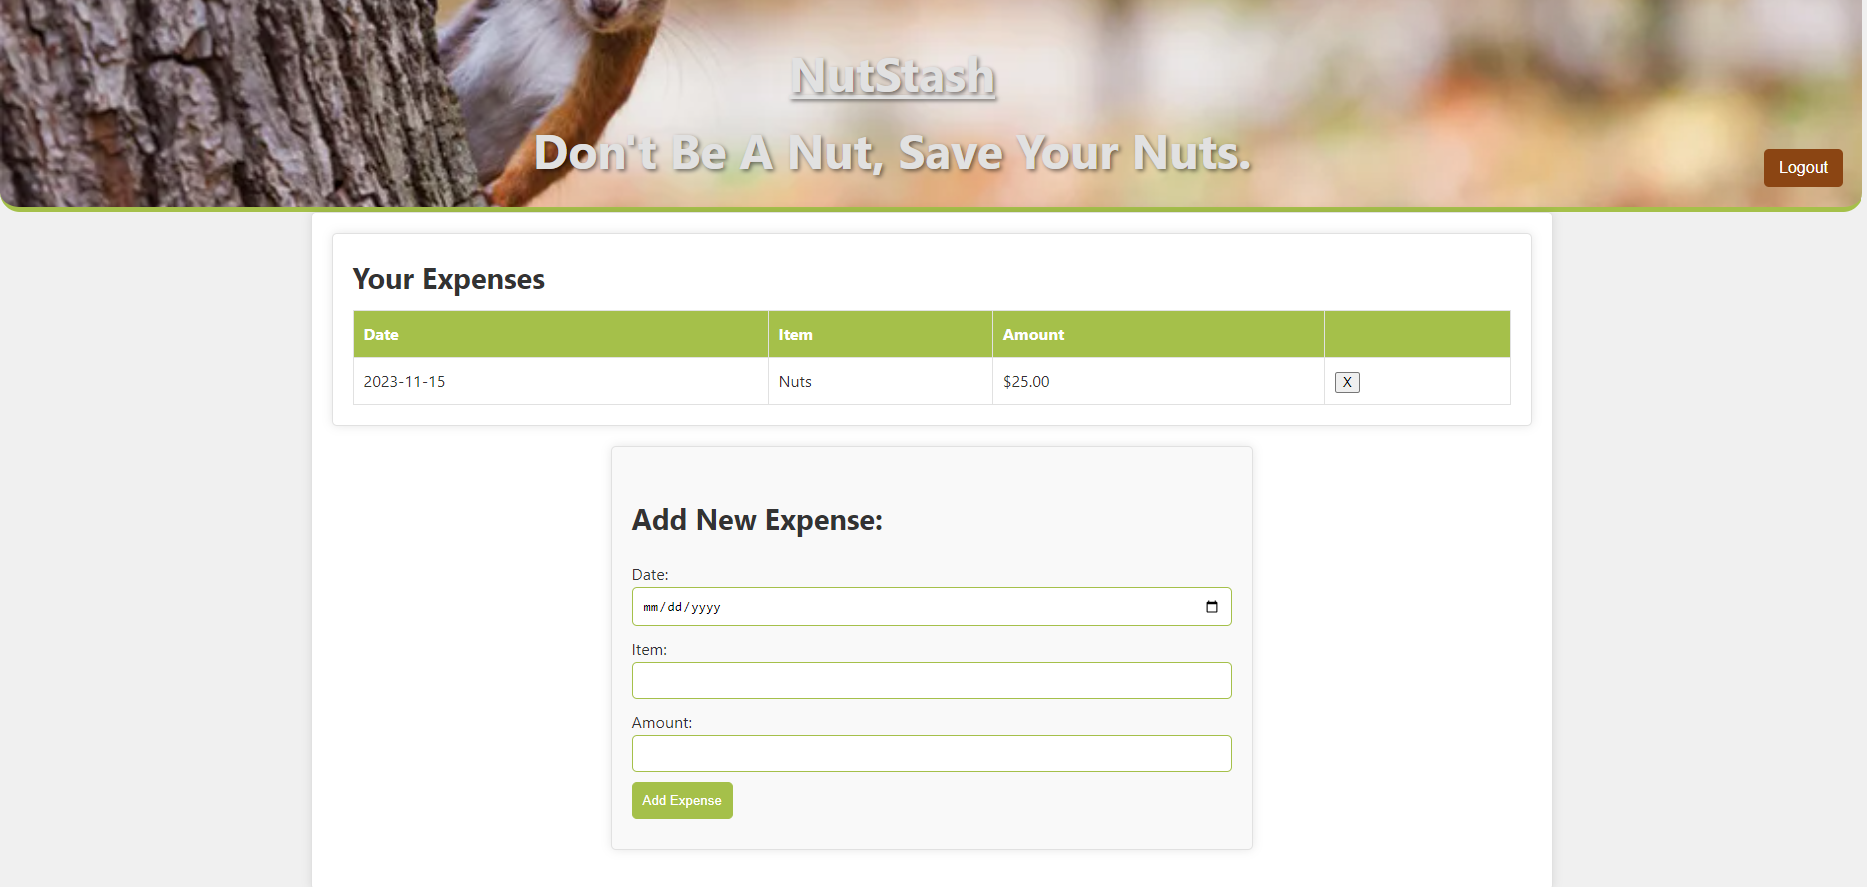 NutStash
Don't Be A Nut, Save Your Nuts.
Logout
Your Expenses
Date Item Amount
2023-11-15 Nuts $25.00 X
Add New Expense:
Date:
mm/dd/yyyy
Item:
Amount:
Add Expense